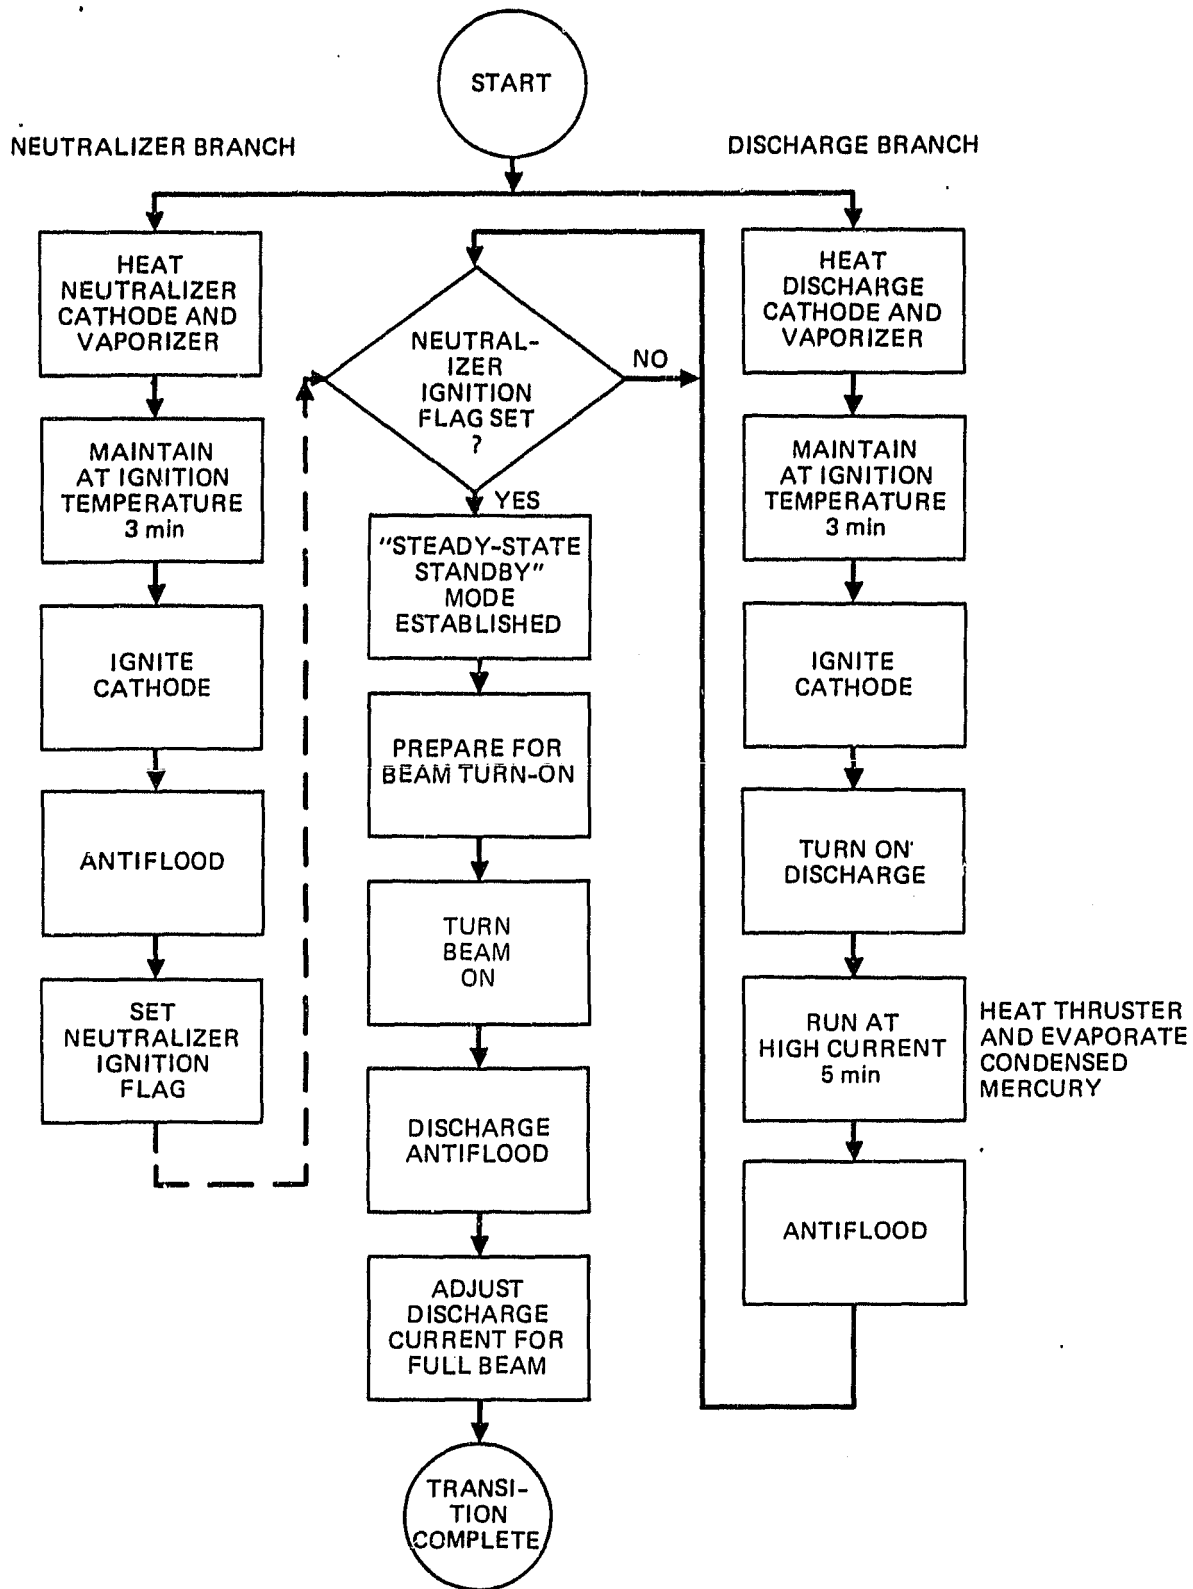 START
NEUTRALIZER BRANCH
DISCHARGE BRANCH
HEAT
NEUTRALIZER
CATHODE AND
VAPORIZER
MAINTAIN
AT IGNITION
TEMPERATURE
3 min
IGNITE
CATHODE
ANTIFLOOD
SET
NEUTRALIZER
IGNITION
FLAG
NEUTRAL-
IZER
IGNITION
FLAG SET
?
NO
YES
"STEADY-STATE
STANDBY"
MODE
ESTABLISHED
PREPARE FOR
BEAM TURN-ON
TURN
BEAM
ON
DISCHARGE
ANTIFLOOD
ADJUST
DISCHARGE
CURRENT FOR
FULL BEAM
TRANSI-
TION
COMPLETE
HEAT
DISCHARGE
CATHODE AND
VAPORIZER
MAINTAIN
AT IGNITION
TEMPERATURE
3 min
IGNITE
CATHODE
TURN ON
DISCHARGE
RUN AT
HIGH CURRENT
5 min
HEAT THRUSTER
AND EVAPORATE
CONDENSED
MERCURY
ANTIFLOOD